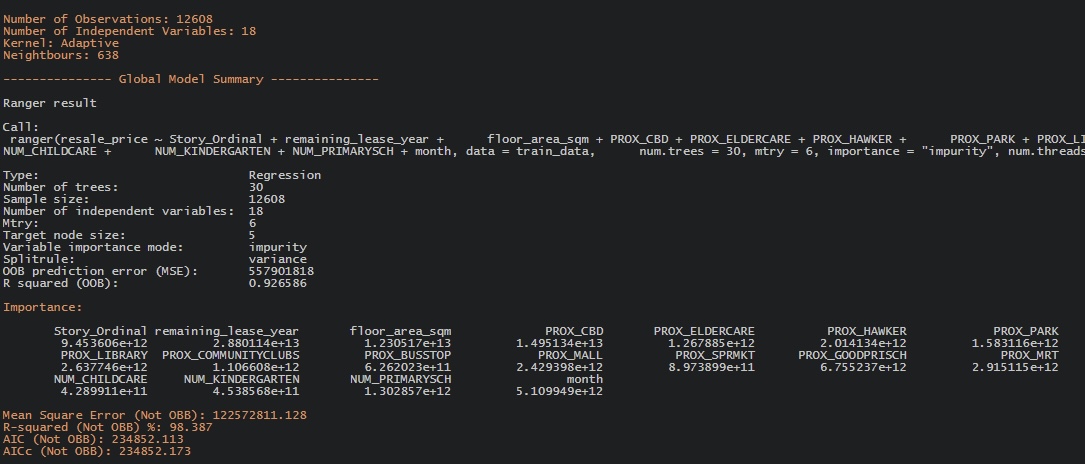 Number of Observations: 12608
Number of Independent Variables: 18
Kernel: Adaptive
Neightbours: 638
--------------- Global Model Summary ---------------
Ranger result
Call:
ranger(resale_price ~ Story_Ordinal + remaining_lease_year + floor_area_sqm + PROX_CBD + PROX_ELDERCARE + PROX_HAWKER + PROX_PARK + PROX_LI
NUM_CHILDCARE + NUM_KINDERGARTEN + NUM_PRIMARYSCH + month, data = train_data, num.trees = 30, mtry = 6, importance = "impurity", num.threads
Type: Regression
Number of trees: 30
Sample size: 12608
Number of independent variables: 18
Mtry: 6
Target node size: 5
Variable importance mode: impurity
Splitrule: variance
OOB prediction error (MSE): 557901818
R squared (OOB): 0.926586
Importance:
Story_Ordinal remaining_lease_year floor_area_sqm PROX_CBD PROX_ELDERCARE PROX_HAWKER PROX_PARK
9.453606e+12 2.880114e+13 1.230517e+13 1.495134e+13 1.267885e+12 2.014134e+12 1.583116e+12
PROX_LIBRARY PROX_COMMUNITYCLUBS PROX_BUSSTOP PROX_MALL PROX_SPRMKT PROX_GOODPRISCH PROX_MRT
2.637746e+12 1.106608e+12 6.262023e+11 2.429398e+12 8.973899e+11 6.755237e+12 2.915115e+12
NUM_CHILDCARE NUM_KINDERGARTEN NUM_PRIMARYSCH month
4.289911e+11 4.538568e+11 1.302857e+12 5.109949e+12
Mean Square Error (Not OBB): 122572811.128
R-squared (Not OBB) %: 98.387
AIC (Not OBB): 234852.113
AICc (Not OBB): 234852.173